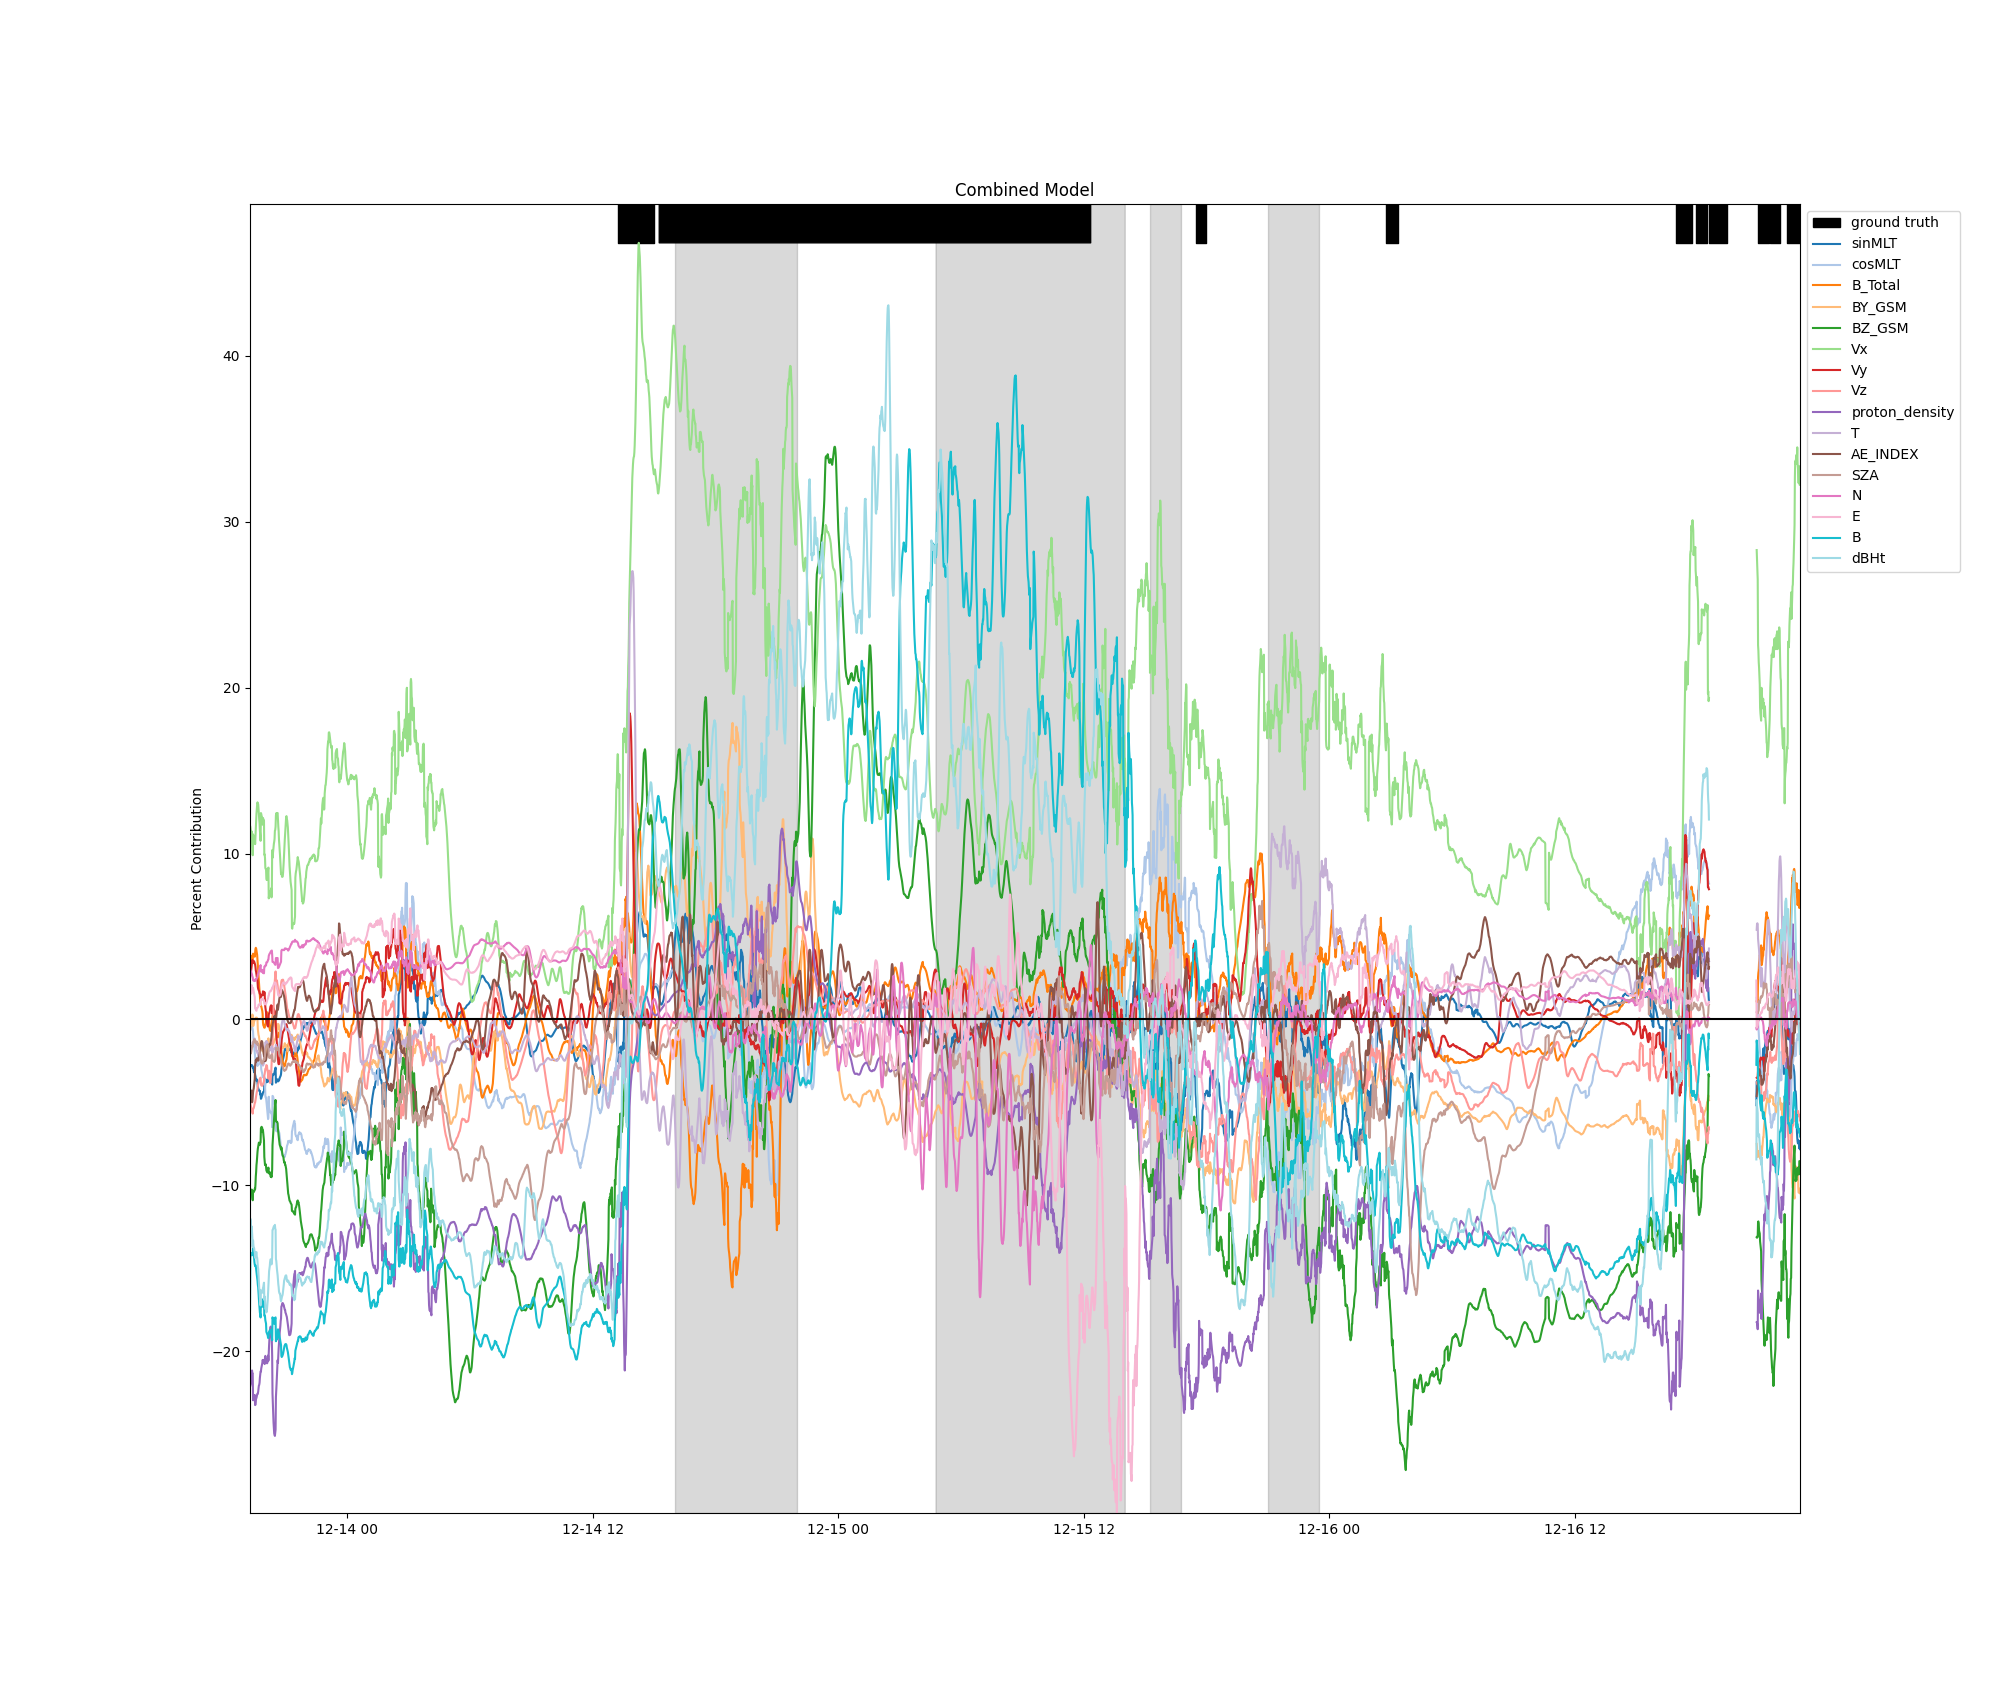 Combined Model
Percent Contribution
40
30
20
10
0
−10
−20
12-14 00
12-14 12
12-15 00
12-15 12
12-16 00
12-16 12
ground truth
sinMLT
cosMLT
B_Total
BY_GSM
BZ_GSM
Vx
Vy
Vz
proton_density
T
AE_INDEX
SZA
N
E
B
dBHt